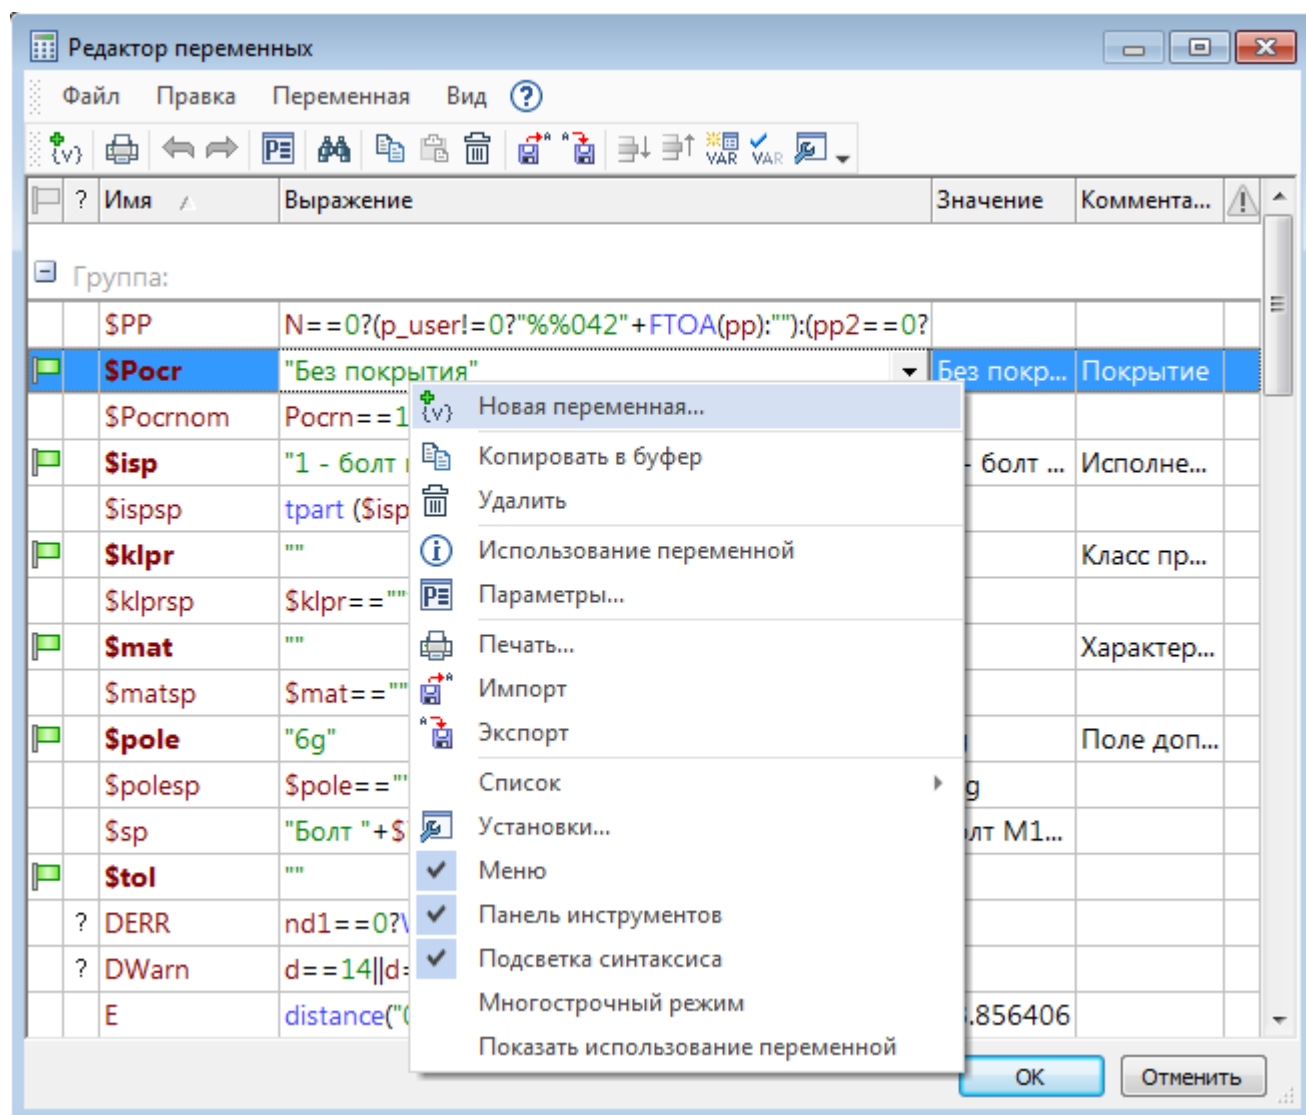 Редактор переменных
Файл Правка Переменная Вид ?
{v} P VAR VAR
? Имя Выражение Значение Коммента...
Группа:
$PP N==0?(p_user!=0?"%%042"+FTOA(pp):""):(pp2==0?
$Pocr "Без покрытия" Без покр... Покрытие
$Pocrnom Pocrn==1
$isp "1 - болт болт ... Исполне...
$ispsp tpart ($isp
$klpr "" Класс пр...
$klprsp $klpr==""
$mat "" Характер...
$matsp $mat==""
$pole "6g" Поле доп...
$polesp $pole=="" g
$sp "Болт "+$ лт М1...
$tol ""
? DERR nd1==0?
? DWarn d==14||d=
E distance(" .856406
{v} Новая переменная...
Копировать в буфер
Удалить
i Использование переменной
P Параметры...
Печать...
Импорт
Экспорт
Список
Установки...
Меню
Панель инструментов
Подсветка синтаксиса
Многострочный режим
Показать использование переменной
OK Отменить